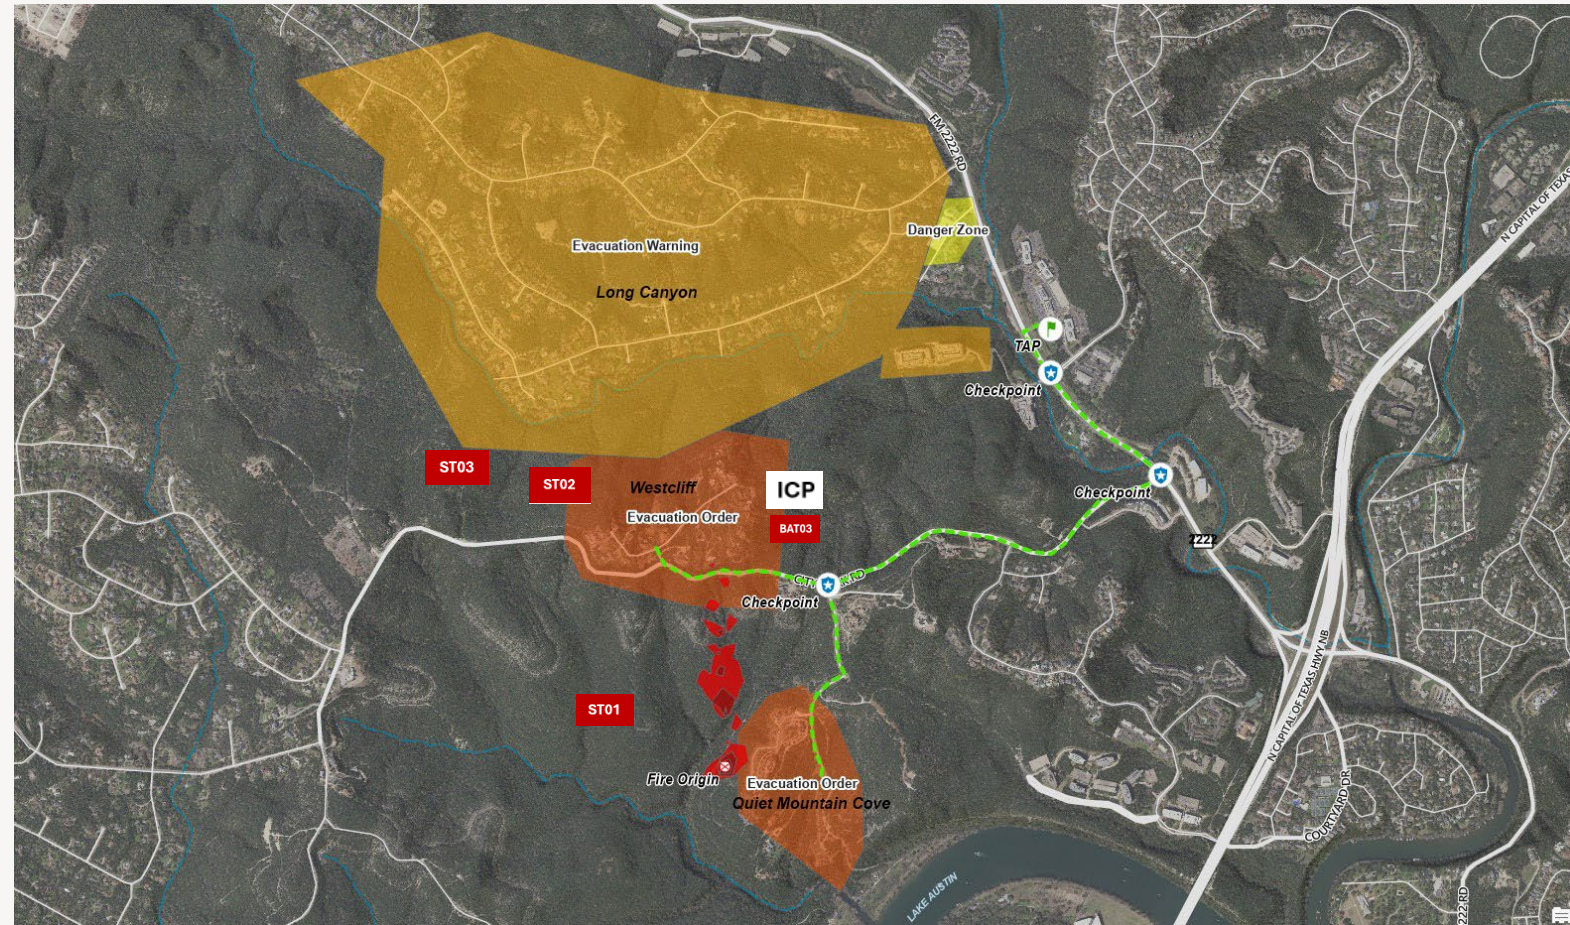 FM 2222 RD
N CAPITAL OF TEXAS
Danger Zone
Evacuation Warning
Long Canyon
TAP
Checkpoint
ST03
ST02
Westcliff
ICP
Checkpoint
Evacuation Order
BAT03
2222
Checkpoint
N CAPITAL OF TEXAS HWY NB
ST01
Fire Origin
Evacuation Order
Quiet Mountain Cove
COURTYARD DR
LAKE AUSTIN
222 RD